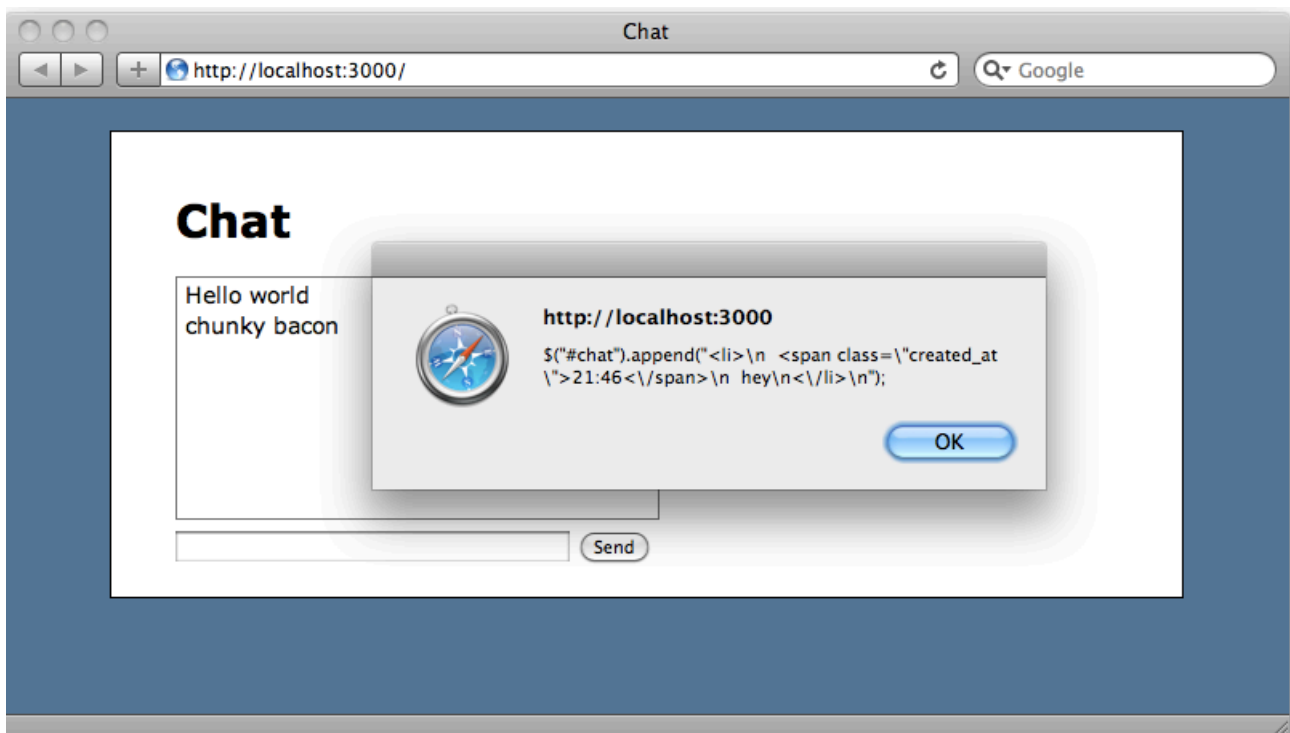 Chat
http://localhost:3000/
Google
Chat
Hello world
chunky bacon
http://localhost:3000
$("#chat").append("<li>\n  <span class=\"created_at
\">21:46<\/span>\n  hey\n<\/li>\n");
OK
Send